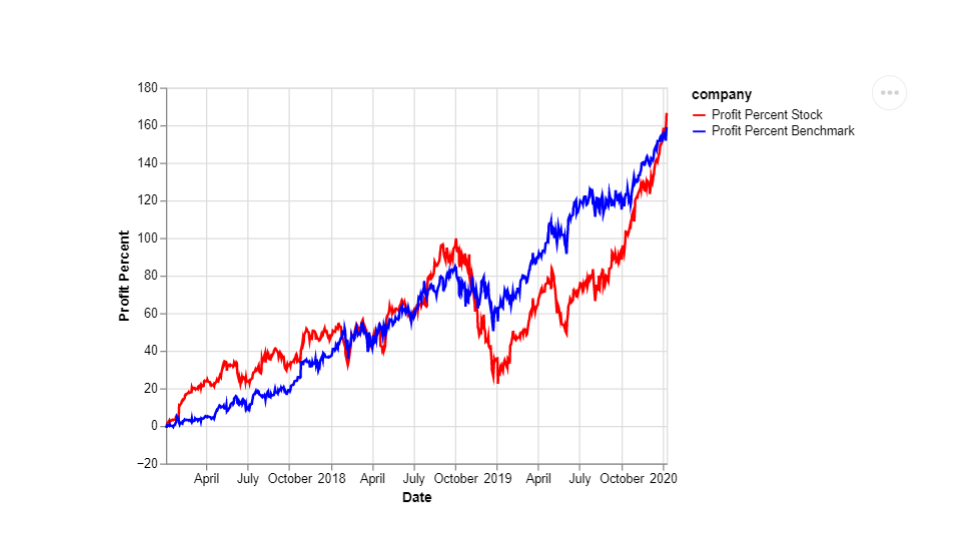 company
Profit Percent Stock
Profit Percent Benchmark
180
160
140
120
100
80
60
40
20
0
−20
Profit Percent
April July October 2018 April July October 2019 April July October 2020
Date